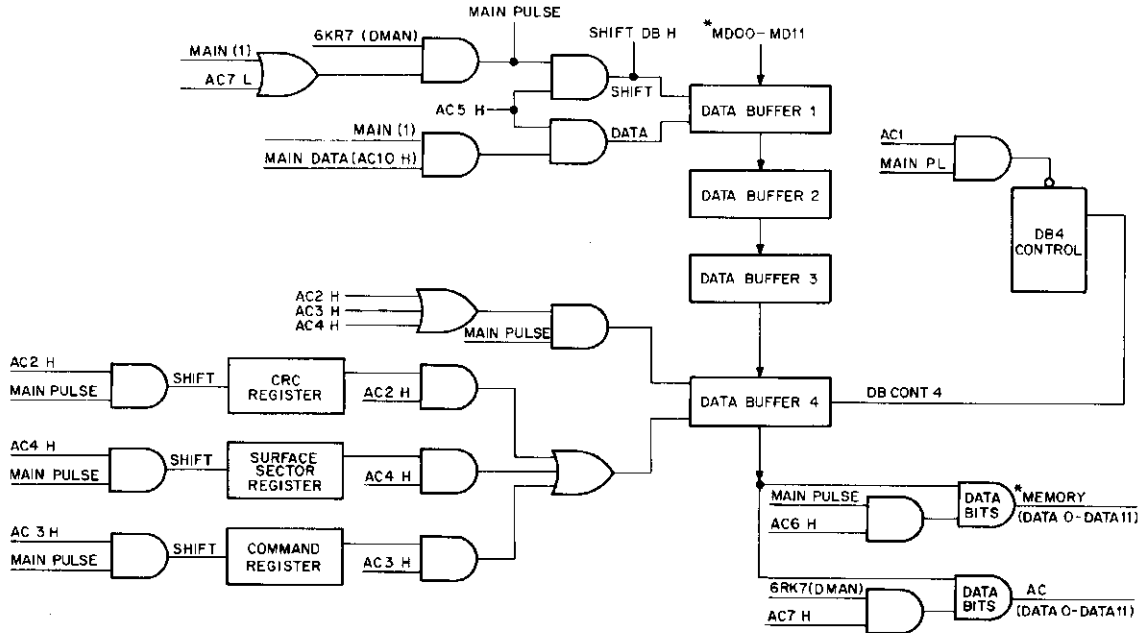 MAIN PULSE
6KR7 (DMAN)
SHIFT DB H
*MD00-MD11
MAIN (1)
AC7 L
SHIFT
AC5 H
DATA BUFFER 1
MAIN (1)
DATA
MAIN DATA (AC10 H)
AC1
MAIN PL
DATA BUFFER 2
DB4
CONTROL
DATA BUFFER 3
AC2 H
AC3 H
AC4 H
MAIN PULSE
AC2 H
MAIN PULSE
SHIFT
CRC
REGISTER
AC2 H
DATA BUFFER 4
DB CONT 4
AC4 H
MAIN PULSE
SHIFT
SURFACE
SECTOR
REGISTER
AC4 H
MAIN PULSE
AC6 H
DATA
BITS
*MEMORY
(DATA 0-DATA11)
AC 3 H
MAIN PULSE
SHIFT
COMMAND
REGISTER
AC3 H
6RK7(DMAN)
AC7 H
DATA
BITS
AC
(DATA 0-DATA11)